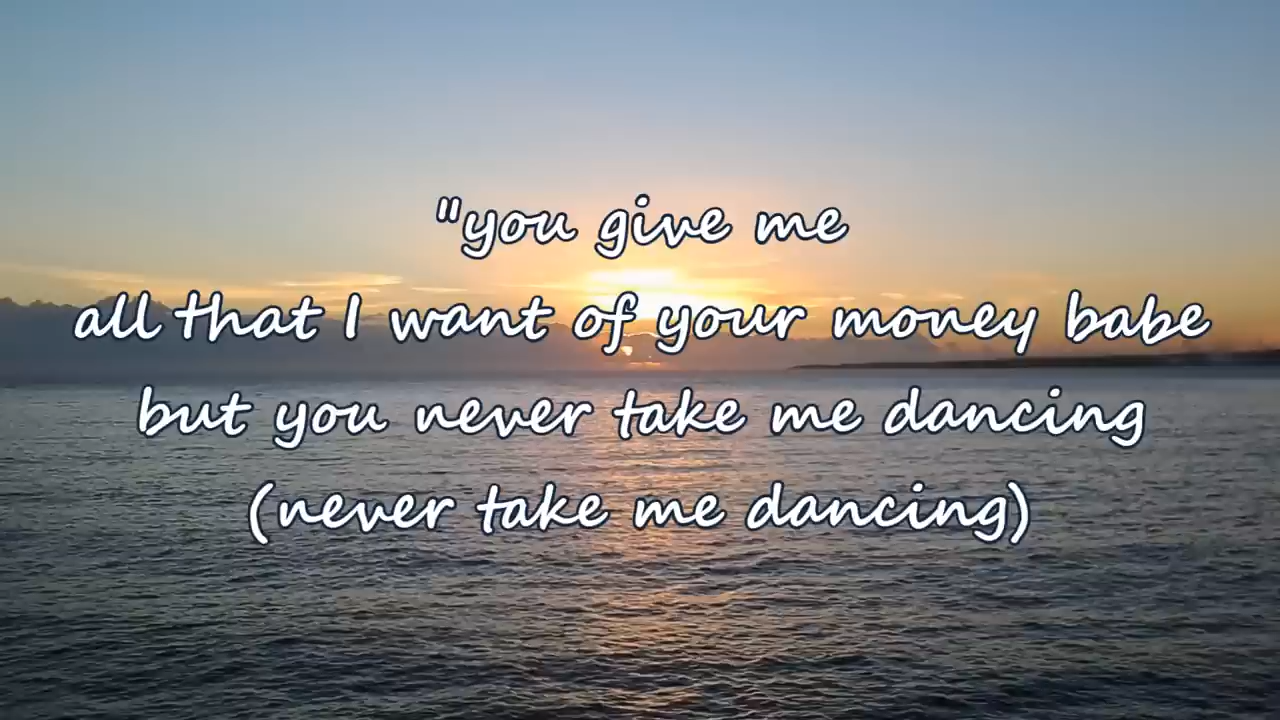 "you give me
all that I want of your money babe
but you never take me dancing
(never take me dancing)